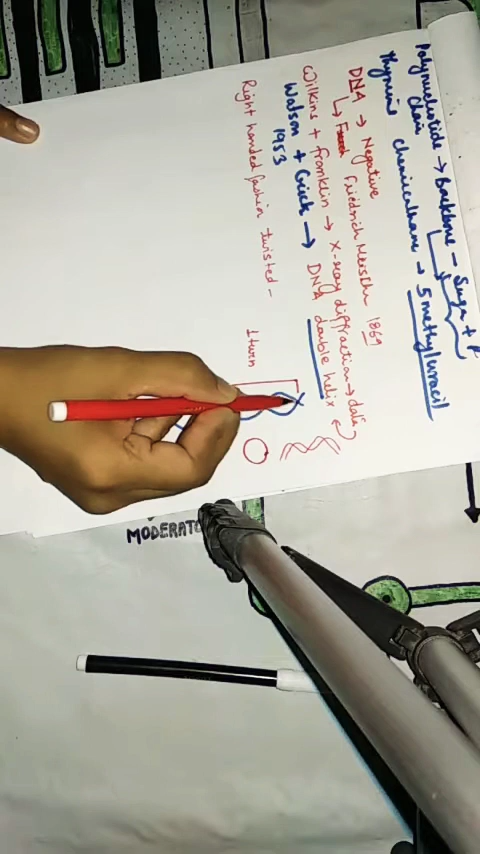 Polynucleotide → Backbone - Sugar + P
chain
Thymine chemical name → 5 methyl uracil
DNA → Negative
↳ Friedrich Meischer 1869
Wilkins + franklin → X-ray diffraction → data
Watson + Crick → DNA double helix
1953
Right handed fashion twisted -
1 turn
MODERATO